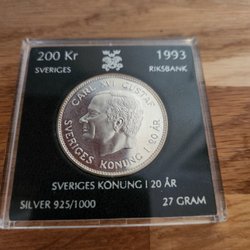 200 Kr 1993
SVERIGES RIKSBANK
CARL XVI GUSTAF
SVERIGES KONUNG I 20 ÅR
SVERIGES KONUNG I 20 ÅR
SILVER 925/1000 27 GRAM